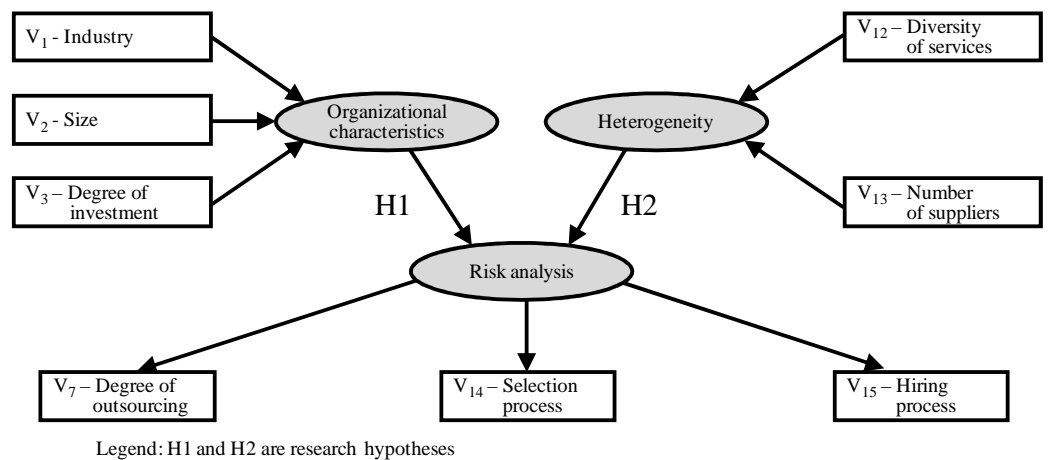 V1 - Industry
V12 – Diversity
of services
V2 - Size
Organizational
characteristics
Heterogeneity
V3 – Degree of
investment
V13 – Number
of suppliers
H1
H2
Risk analysis
V7 – Degree of
outsourcing
V14 – Selection
process
V15 – Hiring
process
Legend: H1 and H2 are research hypotheses